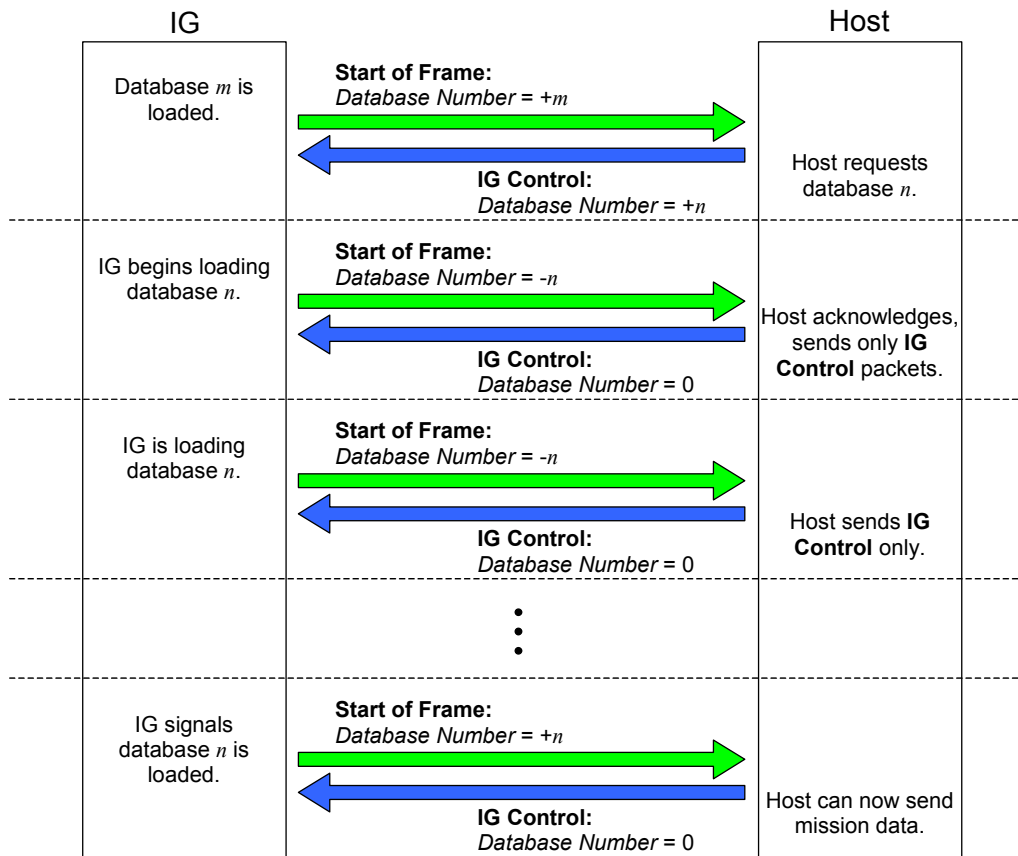 IG
Host
Database m is
loaded.
Start of Frame:
Database Number = +m
IG Control:
Database Number = +n
Host requests
database n.
IG begins loading
database n.
Start of Frame:
Database Number = -n
IG Control:
Database Number = 0
Host acknowledges,
sends only IG
Control packets.
IG is loading
database n.
Start of Frame:
Database Number = -n
IG Control:
Database Number = 0
Host sends IG
Control only.
IG signals
database n is
loaded.
Start of Frame:
Database Number = +n
IG Control:
Database Number = 0
Host can now send
mission data.